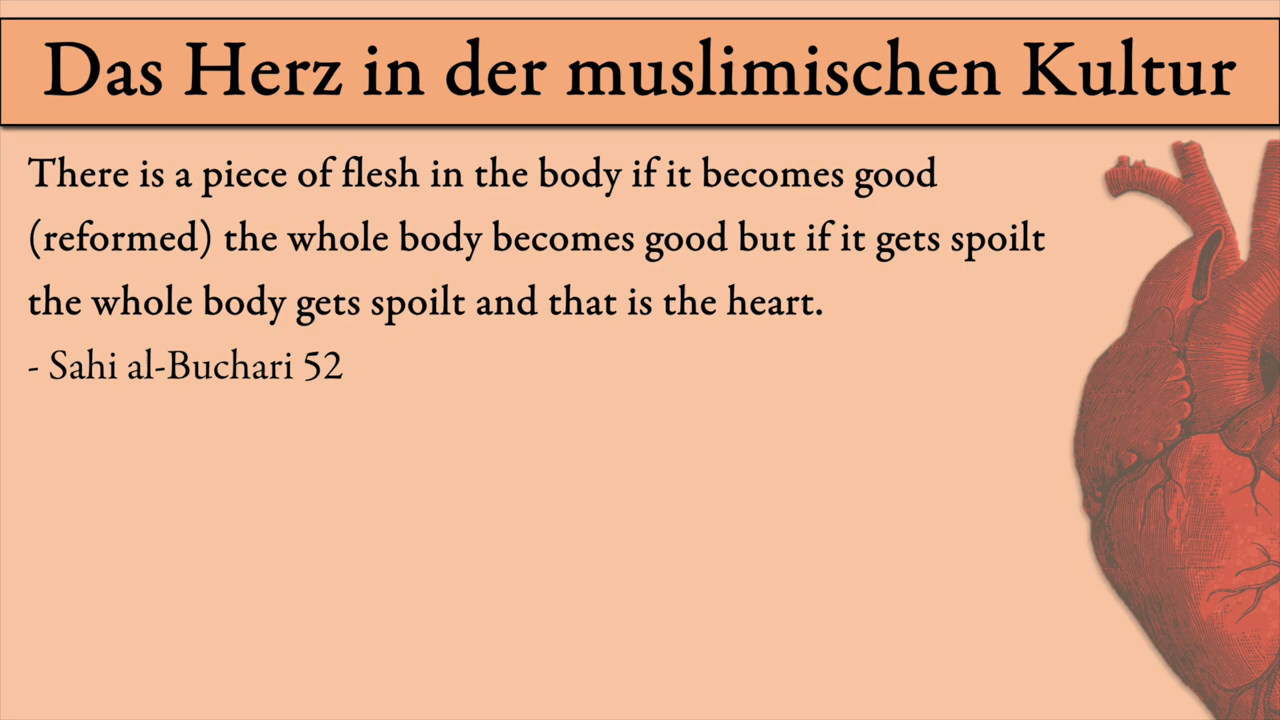 Das Herz in der muslimischen Kultur
There is a piece of flesh in the body if it becomes good
(reformed) the whole body becomes good but if it gets spoilt
the whole body gets spoilt and that is the heart.
- Sahi al-Buchari 52